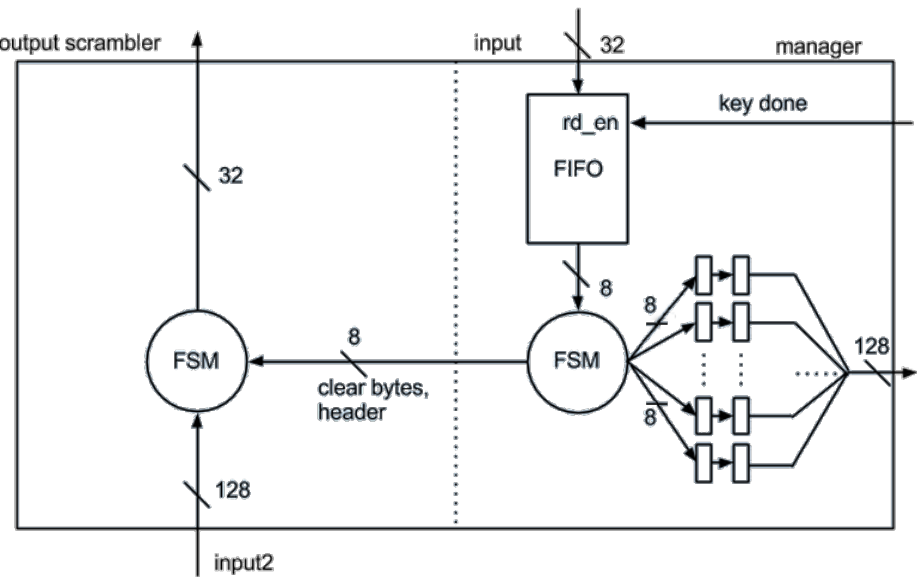 output scrambler
input
32
manager
key done
rd_en
FIFO
32
8
8
FSM
8
clear bytes,
header
FSM
128
8
128
input2